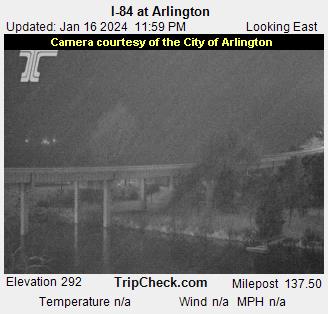 I-84 at Arlington
Updated: Jan 16 2024 11:59 PM Looking East
Camera courtesy of the City of Arlington
Elevation 292 TripCheck.com Milepost 137.50
Temperature n/a Wind n/a MPH n/a